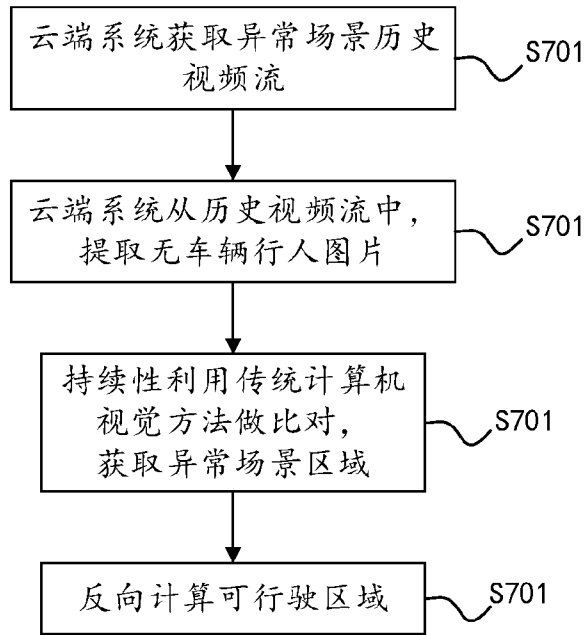 云端系统获取异常场景历史
视频流
S701
云端系统从历史视频流中，
提取无车辆行人图片
S701
持续性利用传统计算机
视觉方法做比对，
获取异常场景区域
S701
反向计算可行驶区域
S701